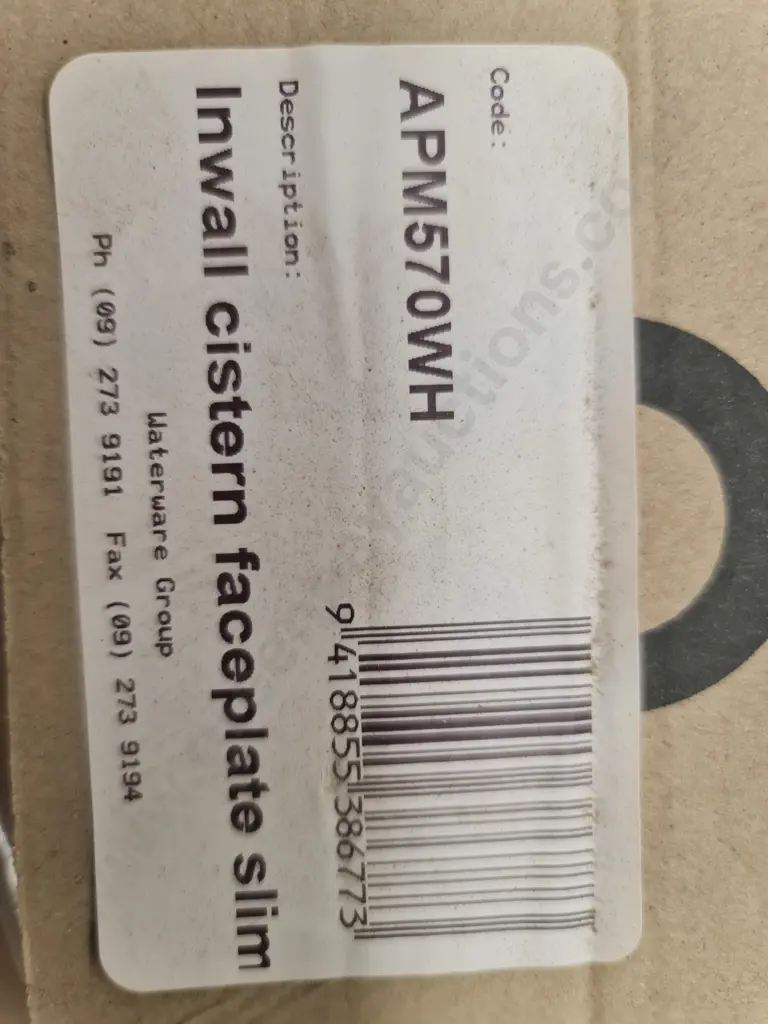 Code:
APM570WH
9 418855 386773
Description:
Inwall cistern faceplate slim
Waterware Group
Ph (09) 273 9191 Fax (09) 273 9194